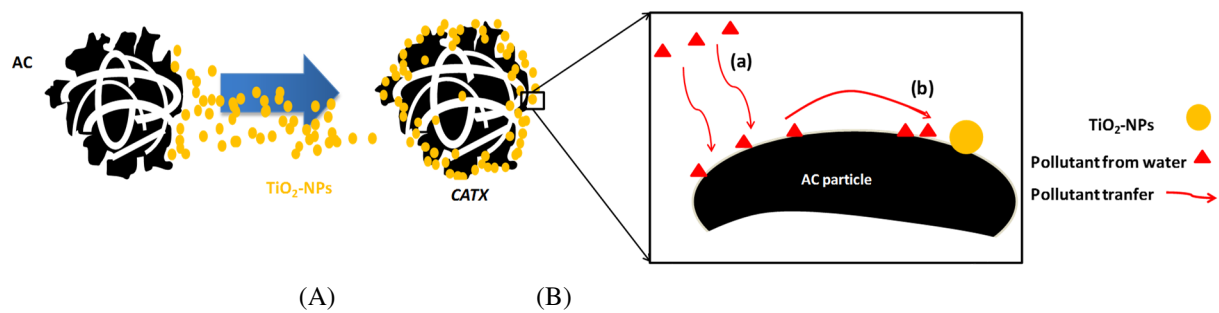 AC
TiO2-NPs
CATX
(a)
(b)
AC particle
TiO2-NPs
Pollutant from water
Pollutant tranfer
(A)
(B)